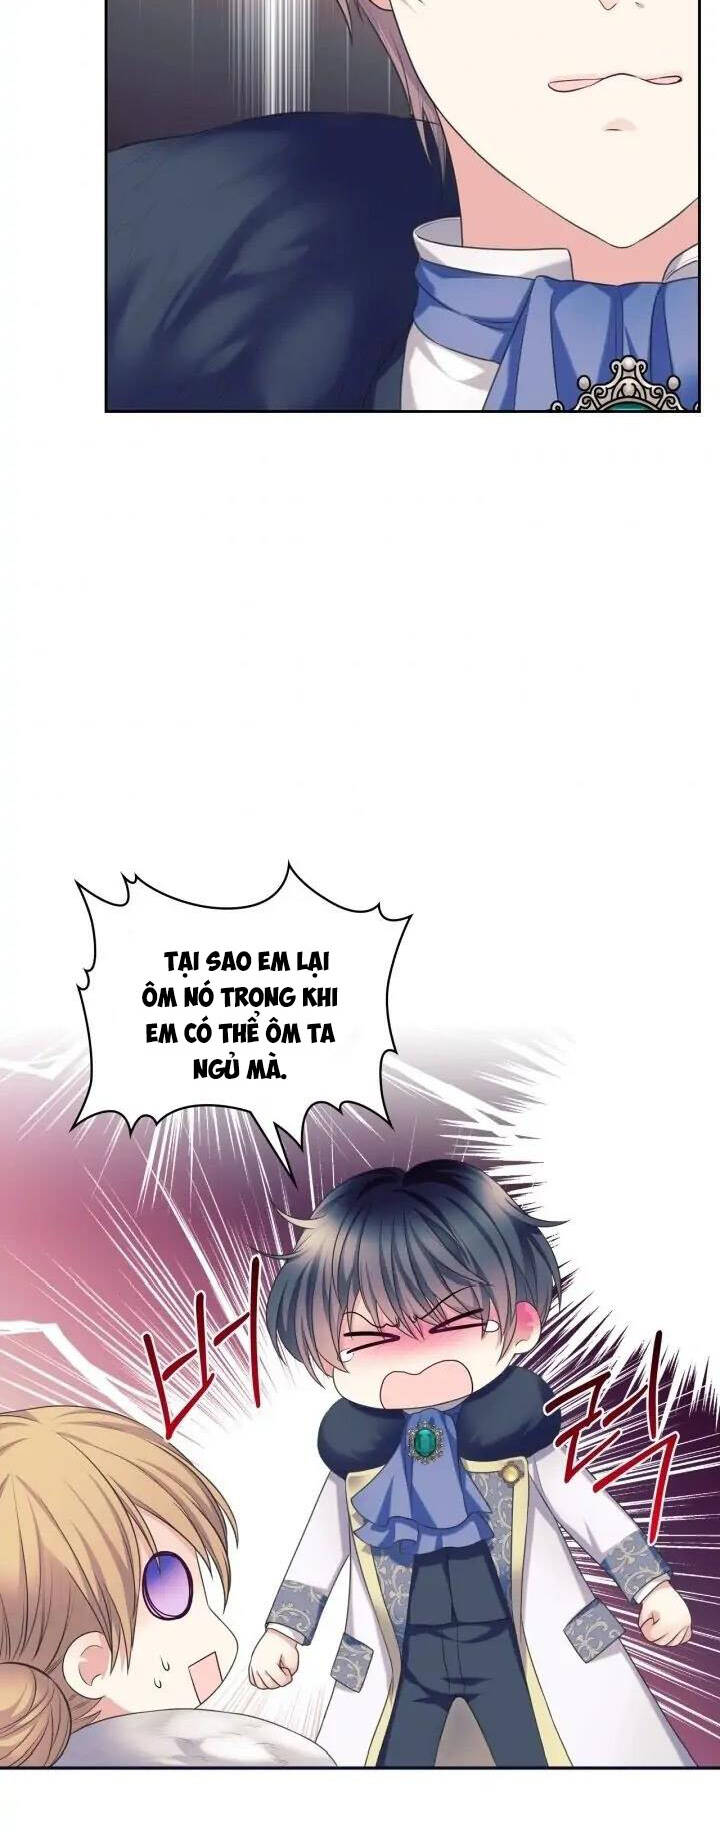 TẠI SAO EM LẠI
ÔM NÓ TRONG KHI
EM CÓ THỂ ÔM TA
NGỦ MÀ.
버
럭